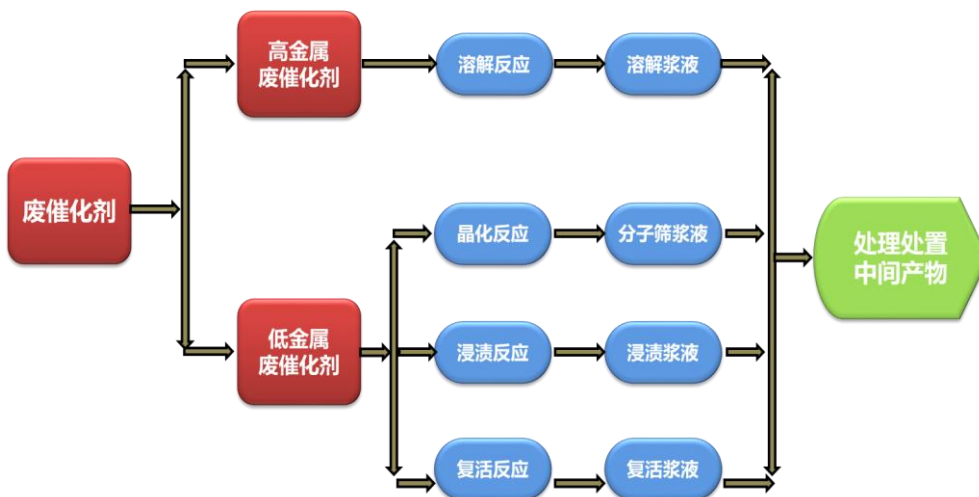 高金属
废催化剂
溶解反应
溶解浆液
废催化剂
晶化反应
分子筛浆液
处理处置
中间产物
低金属
废催化剂
浸渍反应
浸渍浆液
复活反应
复活浆液